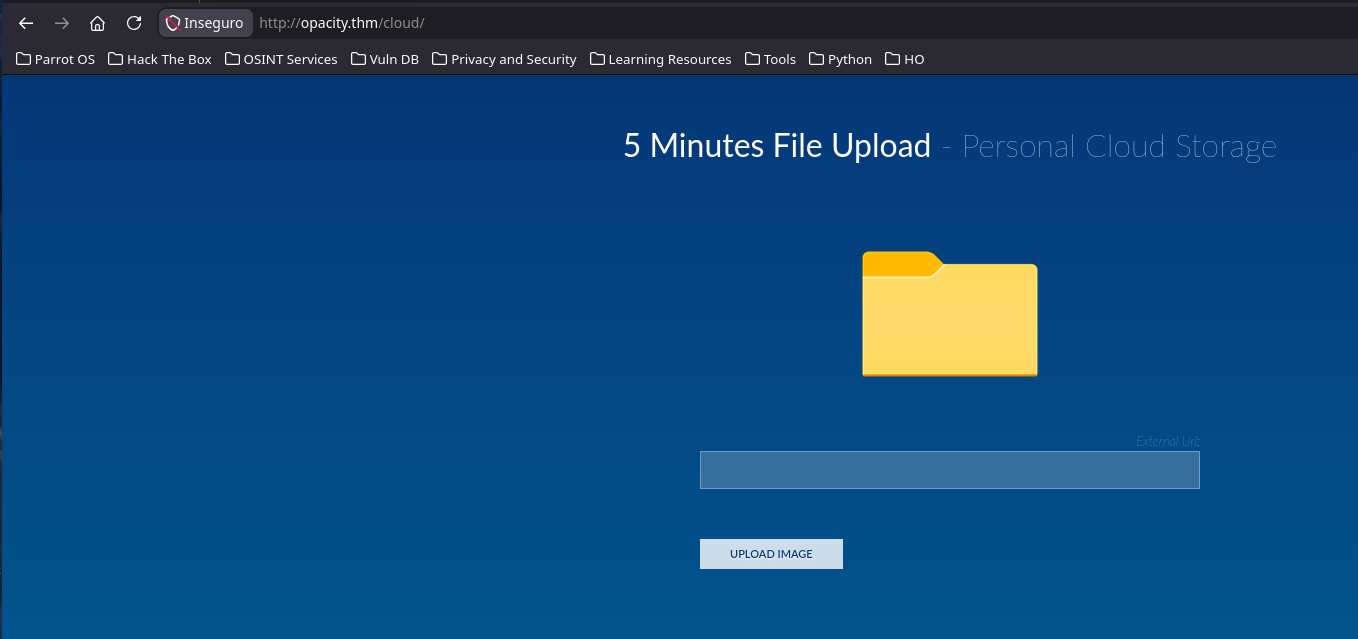 Inseguro http://opacity.thm/cloud/
Parrot OS Hack The Box OSINT Services Vuln DB Privacy and Security Learning Resources Tools Python HO
5 Minutes File Upload - Personal Cloud Storage
External Url:
UPLOAD IMAGE